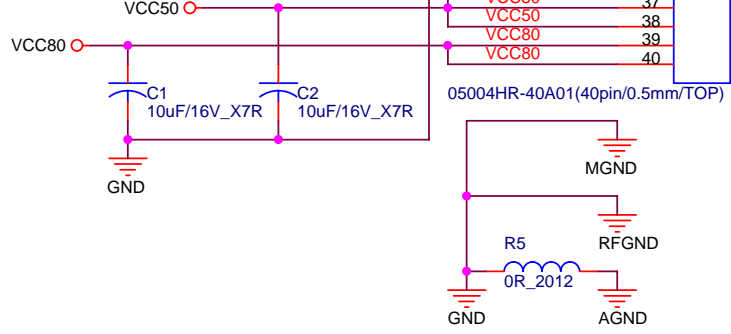 VCC50
37
VCC50
38
VCC80
VCC80
39
VCC80
40
C1
10uF/16V_X7R
C2
10uF/16V_X7R
05004HR-40A01(40pin/0.5mm/TOP)
GND
MGND
RFGND
R5
0R_2012
GND
AGND